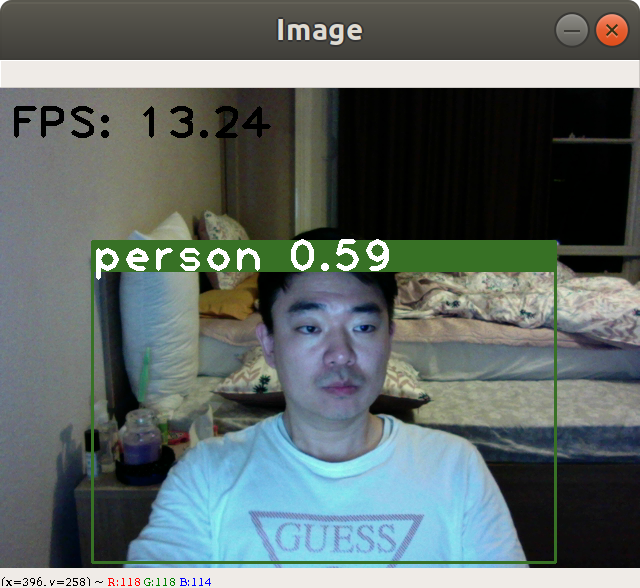 Image
FPS: 13.24
person 0.59
GUESS
(x=396, y=258) ~ R:118 G:118 B:114